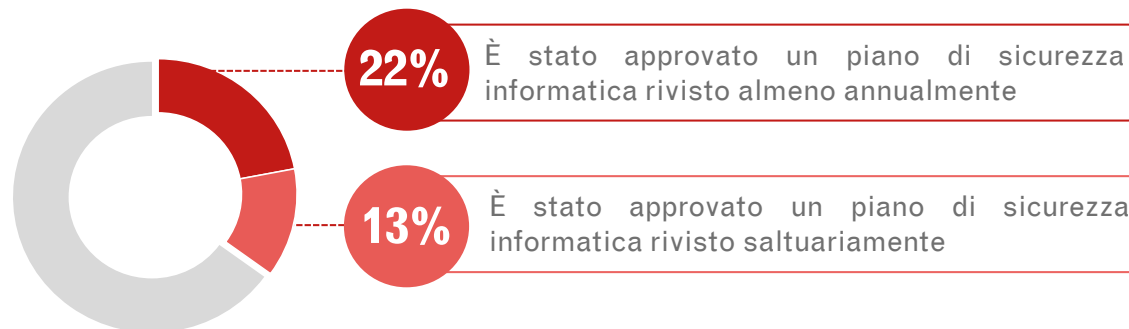 22%
È stato approvato un piano di sicurezza
informatica rivisto almeno annualmente
13%
È stato approvato un piano di sicurezza
informatica rivisto saltuariamente